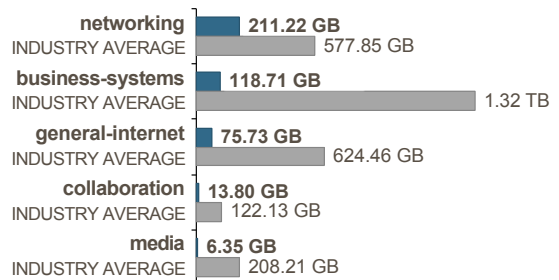 networking 211.22 GB
INDUSTRY AVERAGE 577.85 GB
business-systems 118.71 GB
INDUSTRY AVERAGE 1.32 TB
general-internet 75.73 GB
INDUSTRY AVERAGE 624.46 GB
collaboration 13.80 GB
INDUSTRY AVERAGE 122.13 GB
media 6.35 GB
INDUSTRY AVERAGE 208.21 GB